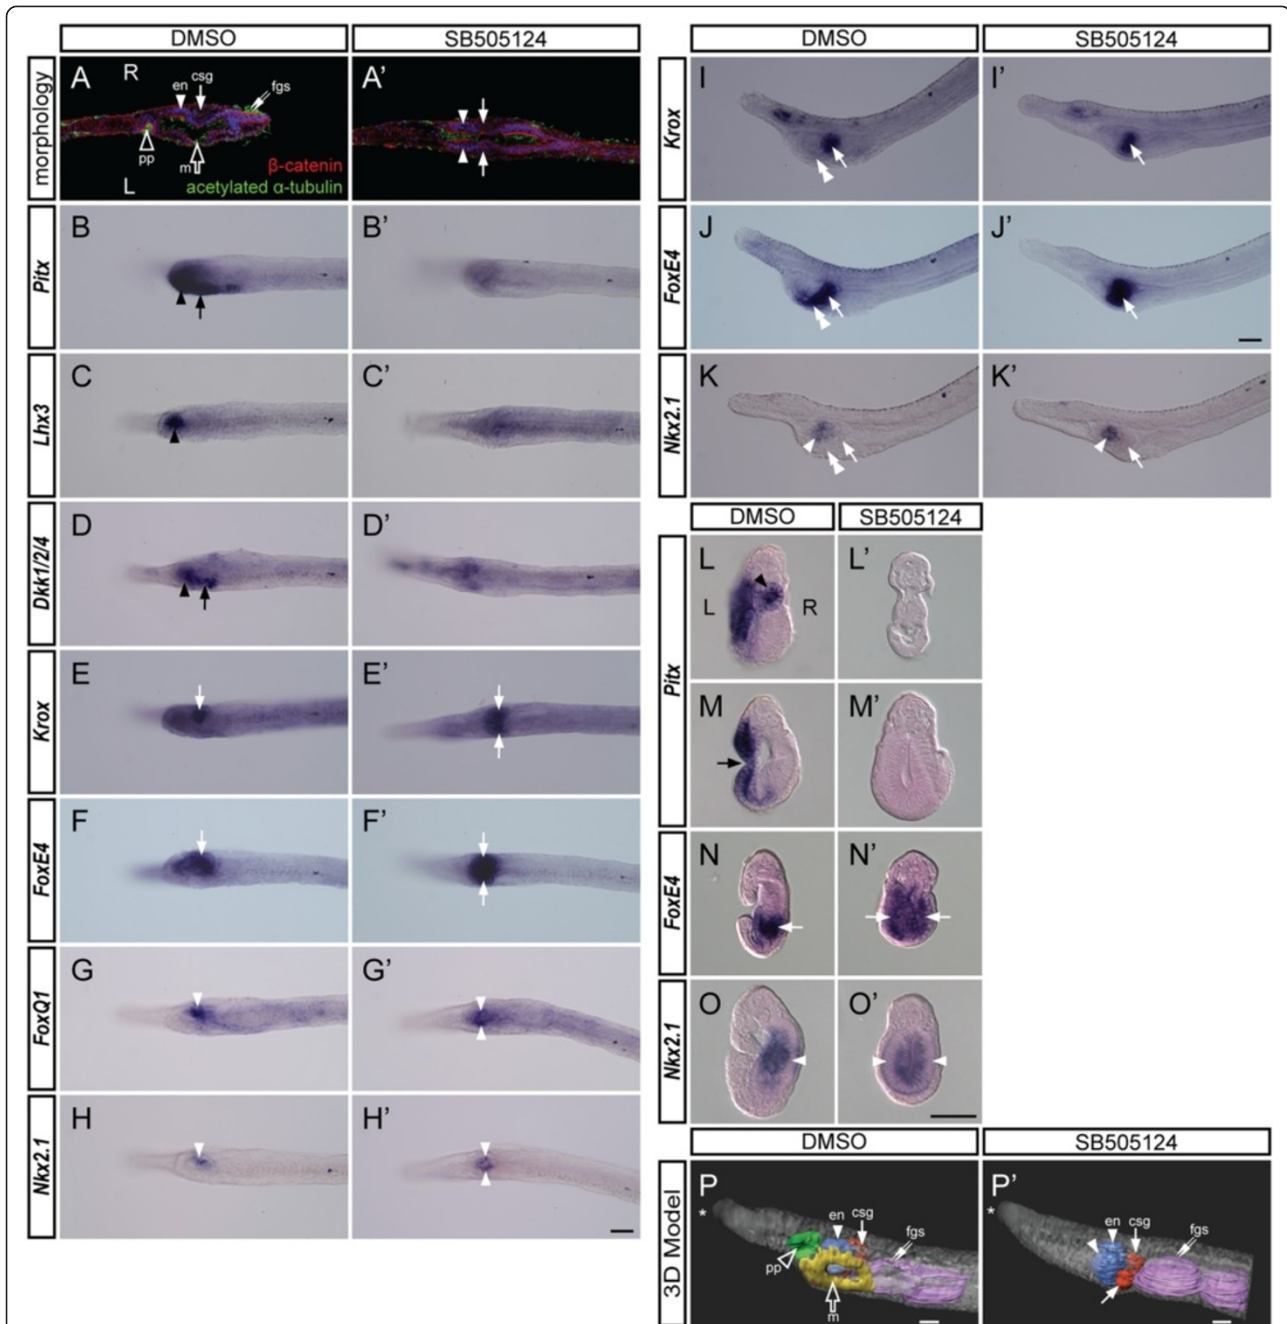 DMSO
SB505124
morphology
A
R
en
csg
fgs
pp
m
L
β-catenin
acetylated α-tubulin
A'
Pitx
B
B'
Lhx3
C
C'
Dkk1/2/4
D
D'
Krox
E
E'
FoxE4
F
F'
FoxQ1
G
G'
Nkx2.1
H
H'
DMSO
SB505124
Krox
I
I'
FoxE4
J
J'
Nkx2.1
K
K'
DMSO
SB505124
Pitx
L
L
R
L'
M
M'
FoxE4
N
N'
Nkx2.1
O
O'
DMSO
SB505124
3D Model
P
*
en
csg
fgs
pp
m
P'
*
en
csg
fgs